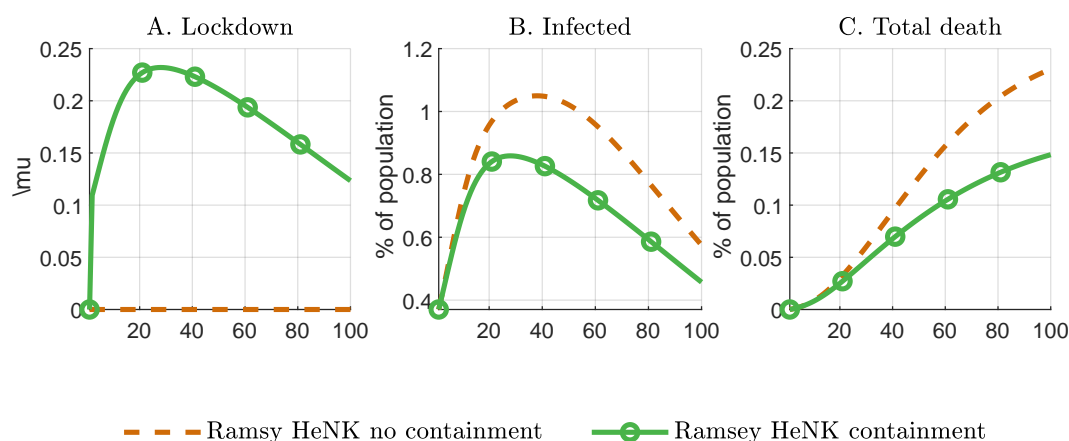 A. Lockdown
B. Infected
C. Total death
0.25
0.2
0.15
0.1
0.05
0
\mu
20 40 60 80 100
1.2
1
0.8
0.6
0.4
% of population
20 40 60 80 100
0.25
0.2
0.15
0.1
0.05
0
% of population
20 40 60 80 100
Ramsy HeNK no containment
Ramsey HeNK containment